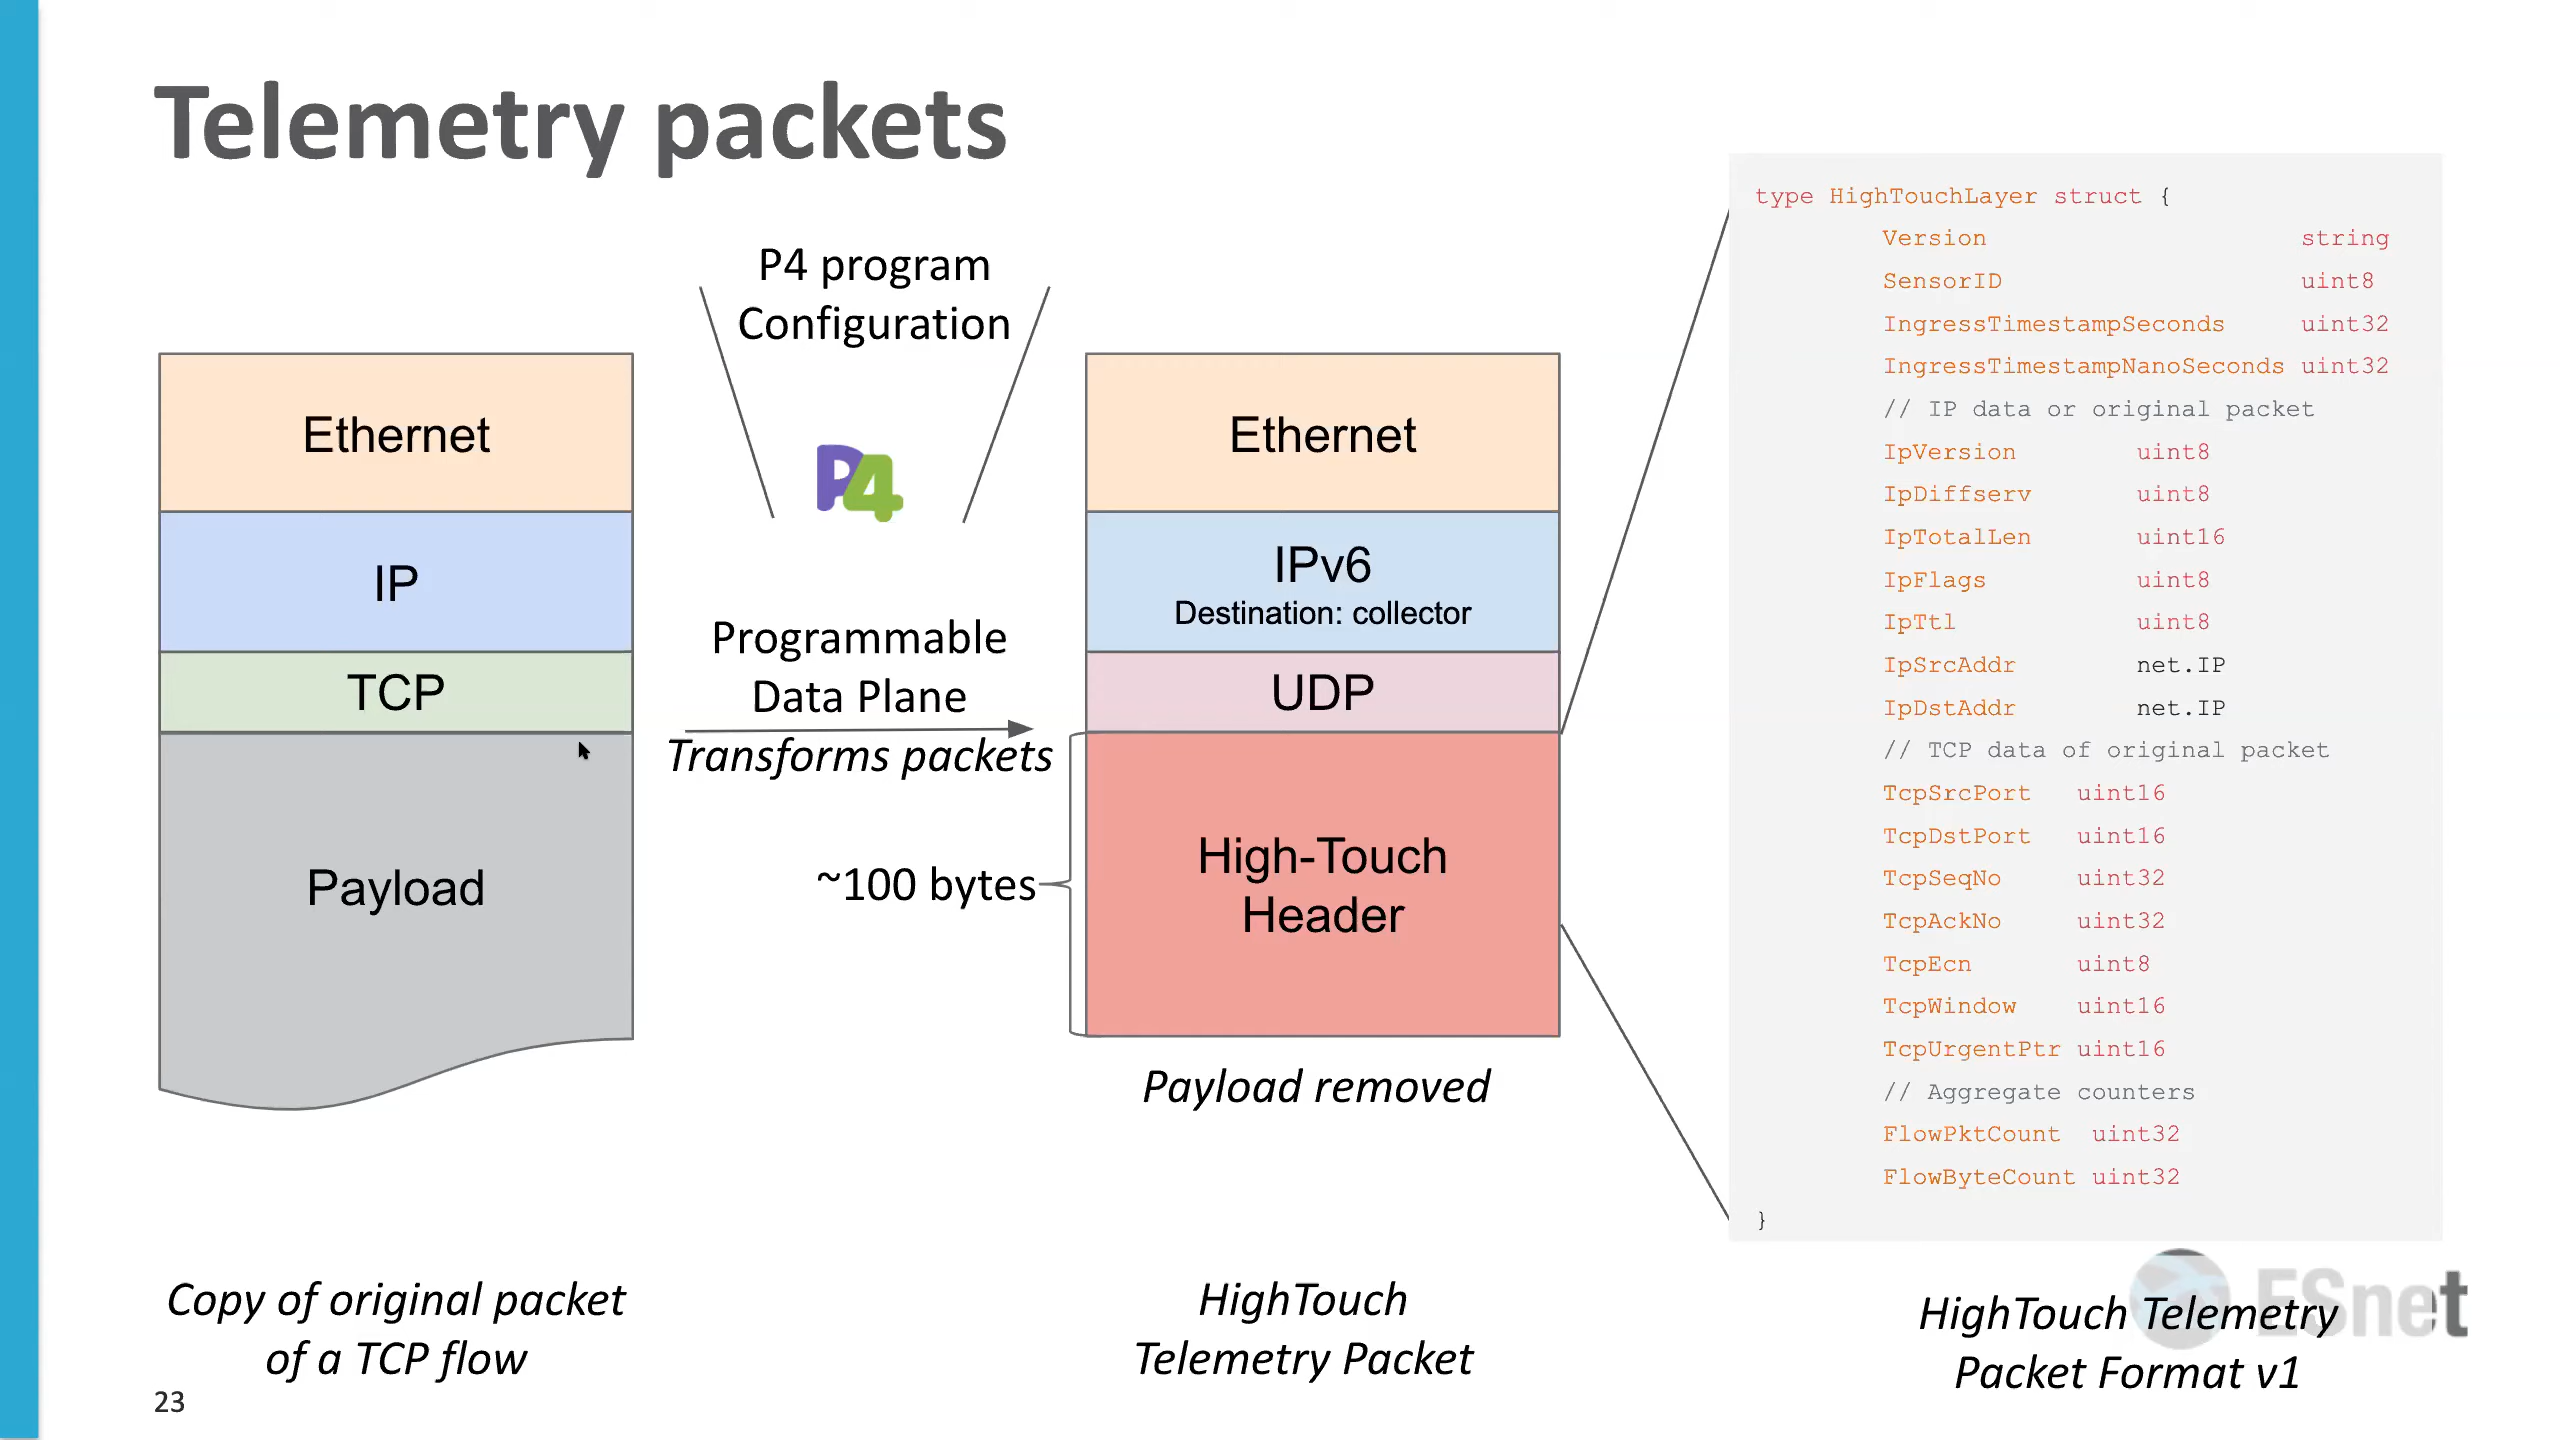 Telemetry packets
P4 program
Configuration
P4
Ethernet
IP
TCP
Payload
Programmable
Data Plane
Transforms packets
~100 bytes
Ethernet
IPv6
Destination: collector
UDP
High-Touch
Header
Payload removed
type HighTouchLayer struct {
Version string
SensorID uint8
IngressTimestampSeconds uint32
IngressTimestampNanoSeconds uint32
// IP data or original packet
IpVersion uint8
IpDiffserv uint8
IpTotalLen uint16
IpFlags uint8
IpTtl uint8
IpSrcAddr net.IP
IpDstAddr net.IP
// TCP data of original packet
TcpSrcPort uint16
TcpDstPort uint16
TcpSeqNo uint32
TcpAckNo uint32
TcpEcn uint8
TcpWindow uint16
TcpUrgentPtr uint16
// Aggregate counters
FlowPktCount uint32
FlowByteCount uint32
}
Copy of original packet
of a TCP flow
HighTouch
Telemetry Packet
HighTouch Telemetry
Packet Format v1
ESnet
23